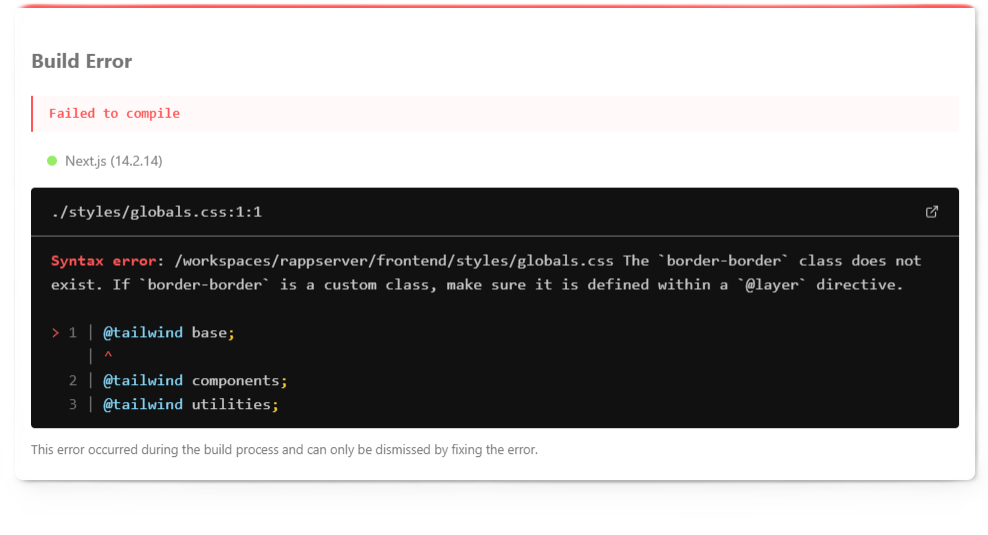 Build Error
Failed to compile
Next.js (14.2.14)
./styles/globals.css:1:1
Syntax error: /workspaces/rappserver/frontend/styles/globals.css The `border-border` class does not
exist. If `border-border` is a custom class, make sure it is defined within a `@layer` directive.
> 1 | @tailwind base;
    | ^
  2 | @tailwind components;
  3 | @tailwind utilities;
This error occurred during the build process and can only be dismissed by fixing the error.